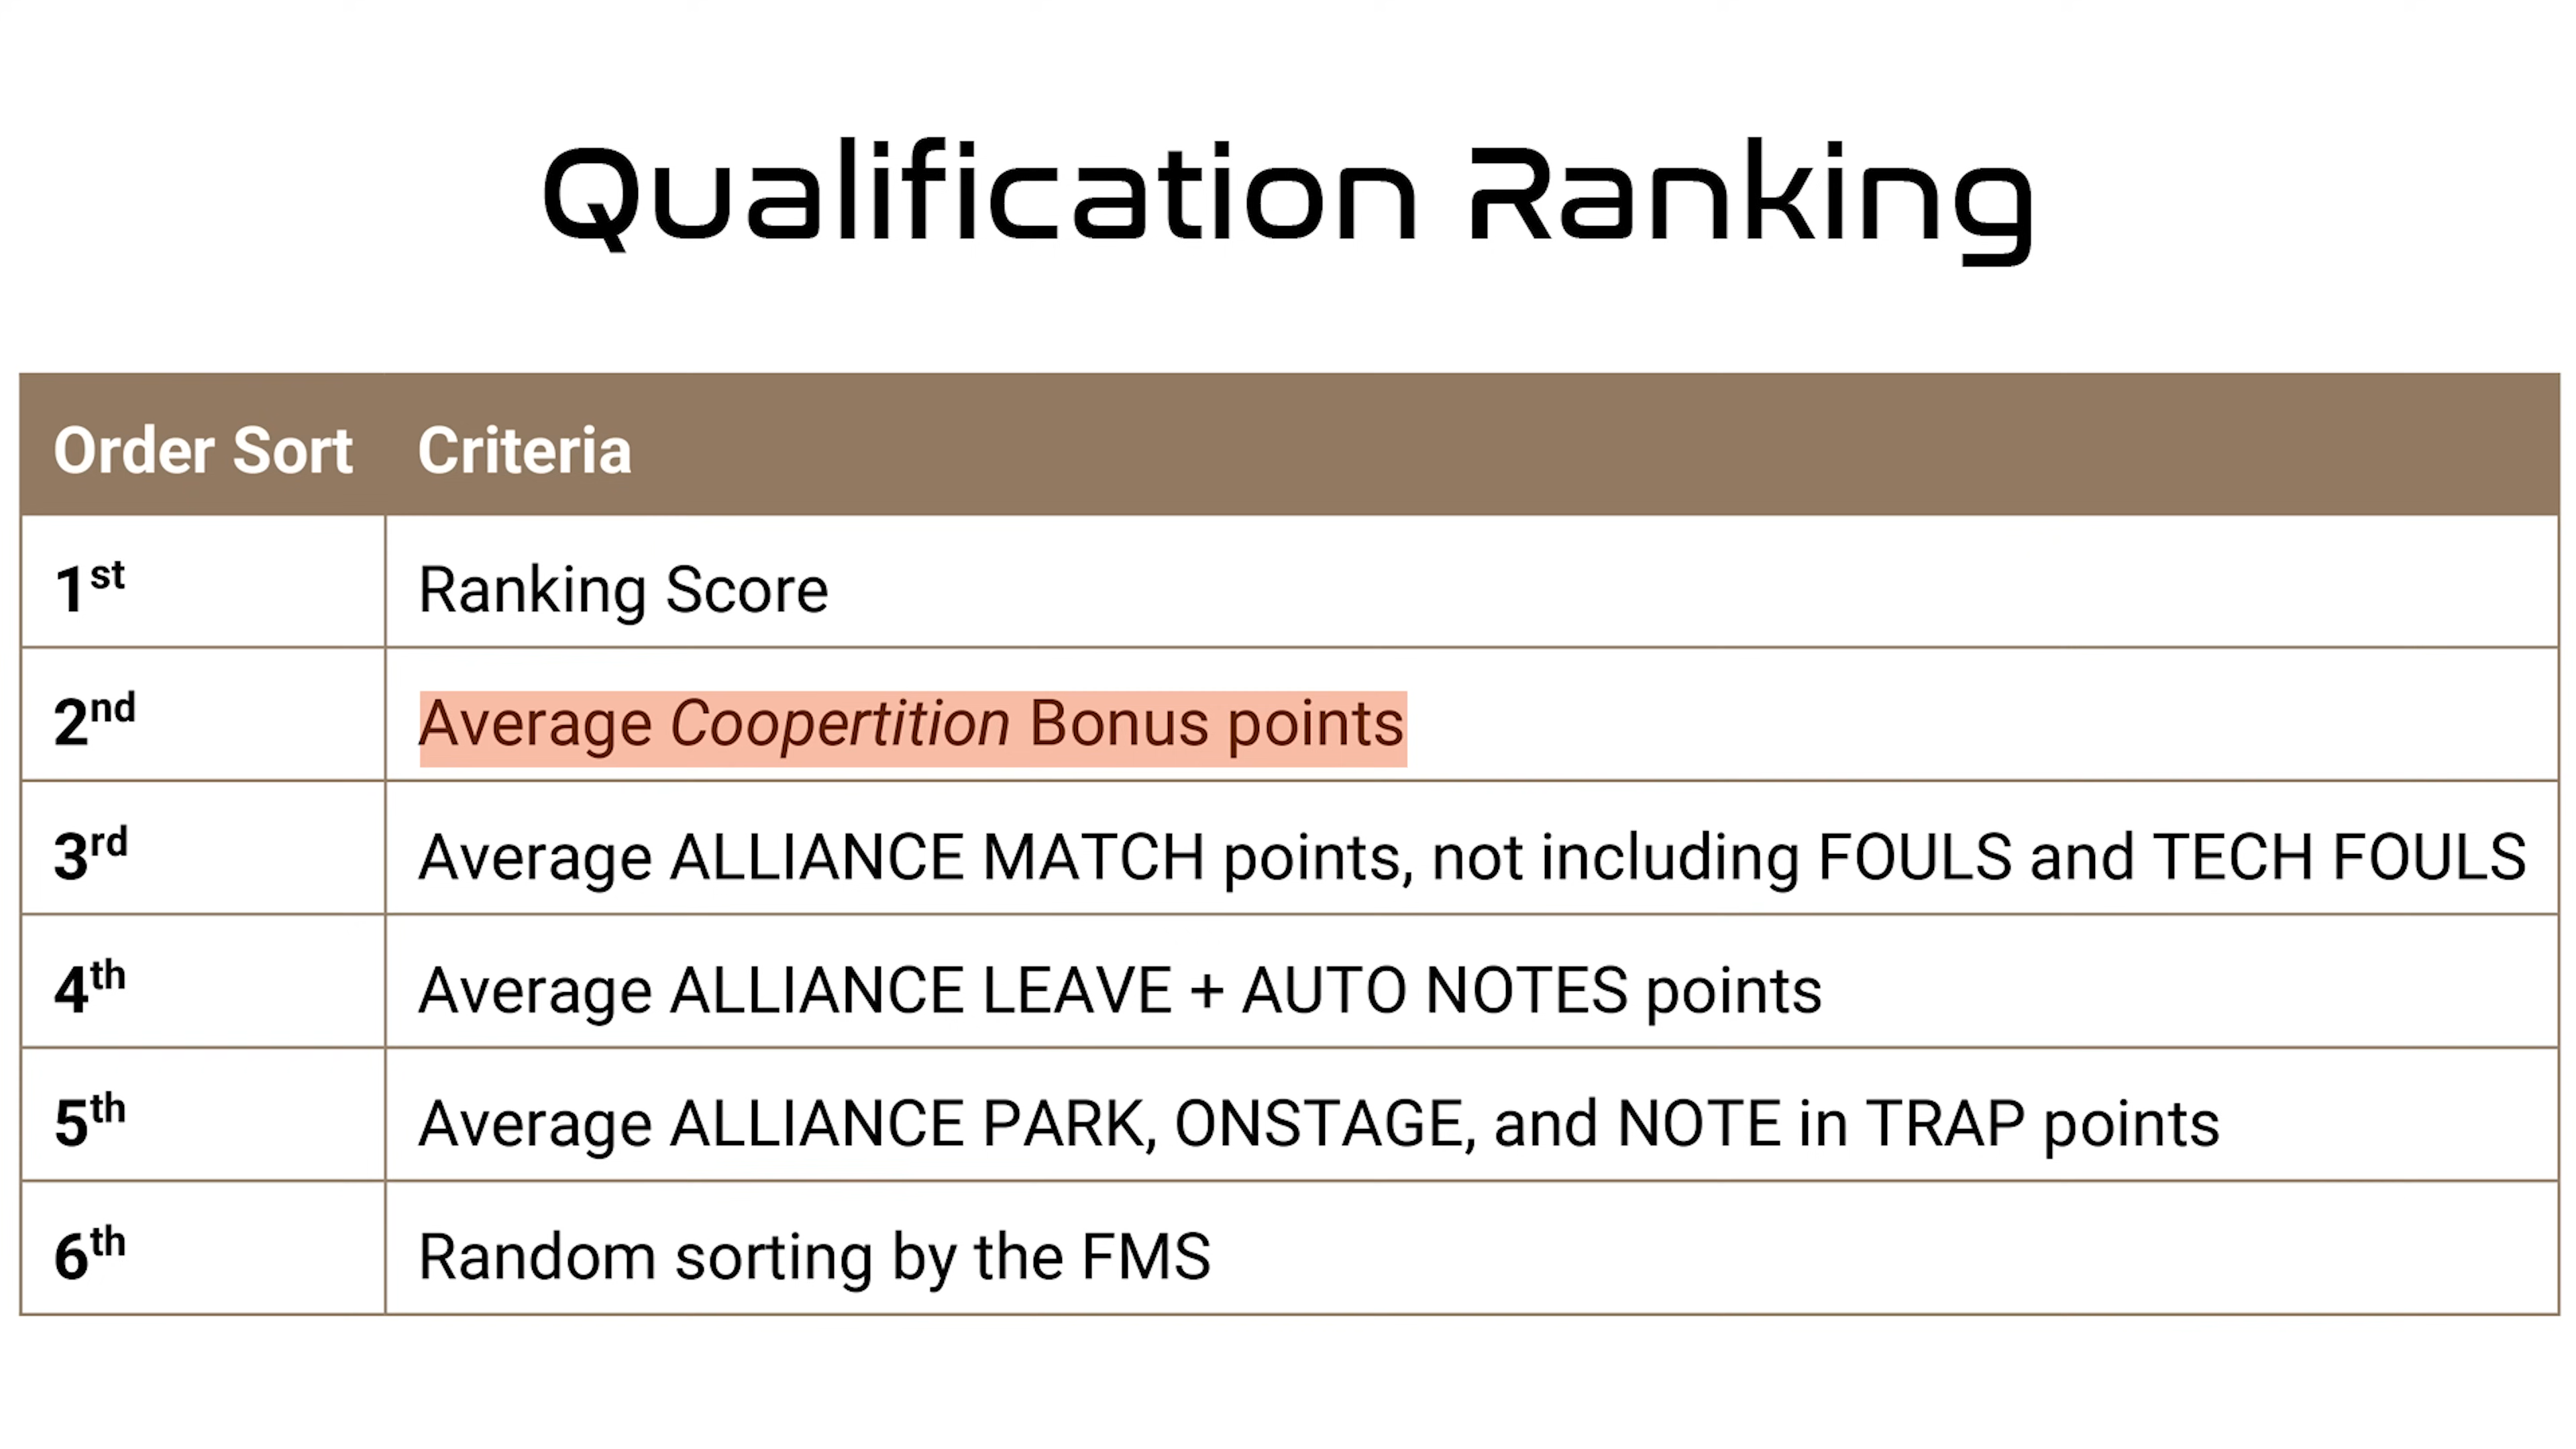 Qualification Ranking
Order Sort Criteria
1st Ranking Score
2nd Average Coopertition Bonus points
3rd Average ALLIANCE MATCH points, not including FOULS and TECH FOULS
4th Average ALLIANCE LEAVE + AUTO NOTES points
5th Average ALLIANCE PARK, ONSTAGE, and NOTE in TRAP points
6th Random sorting by the FMS